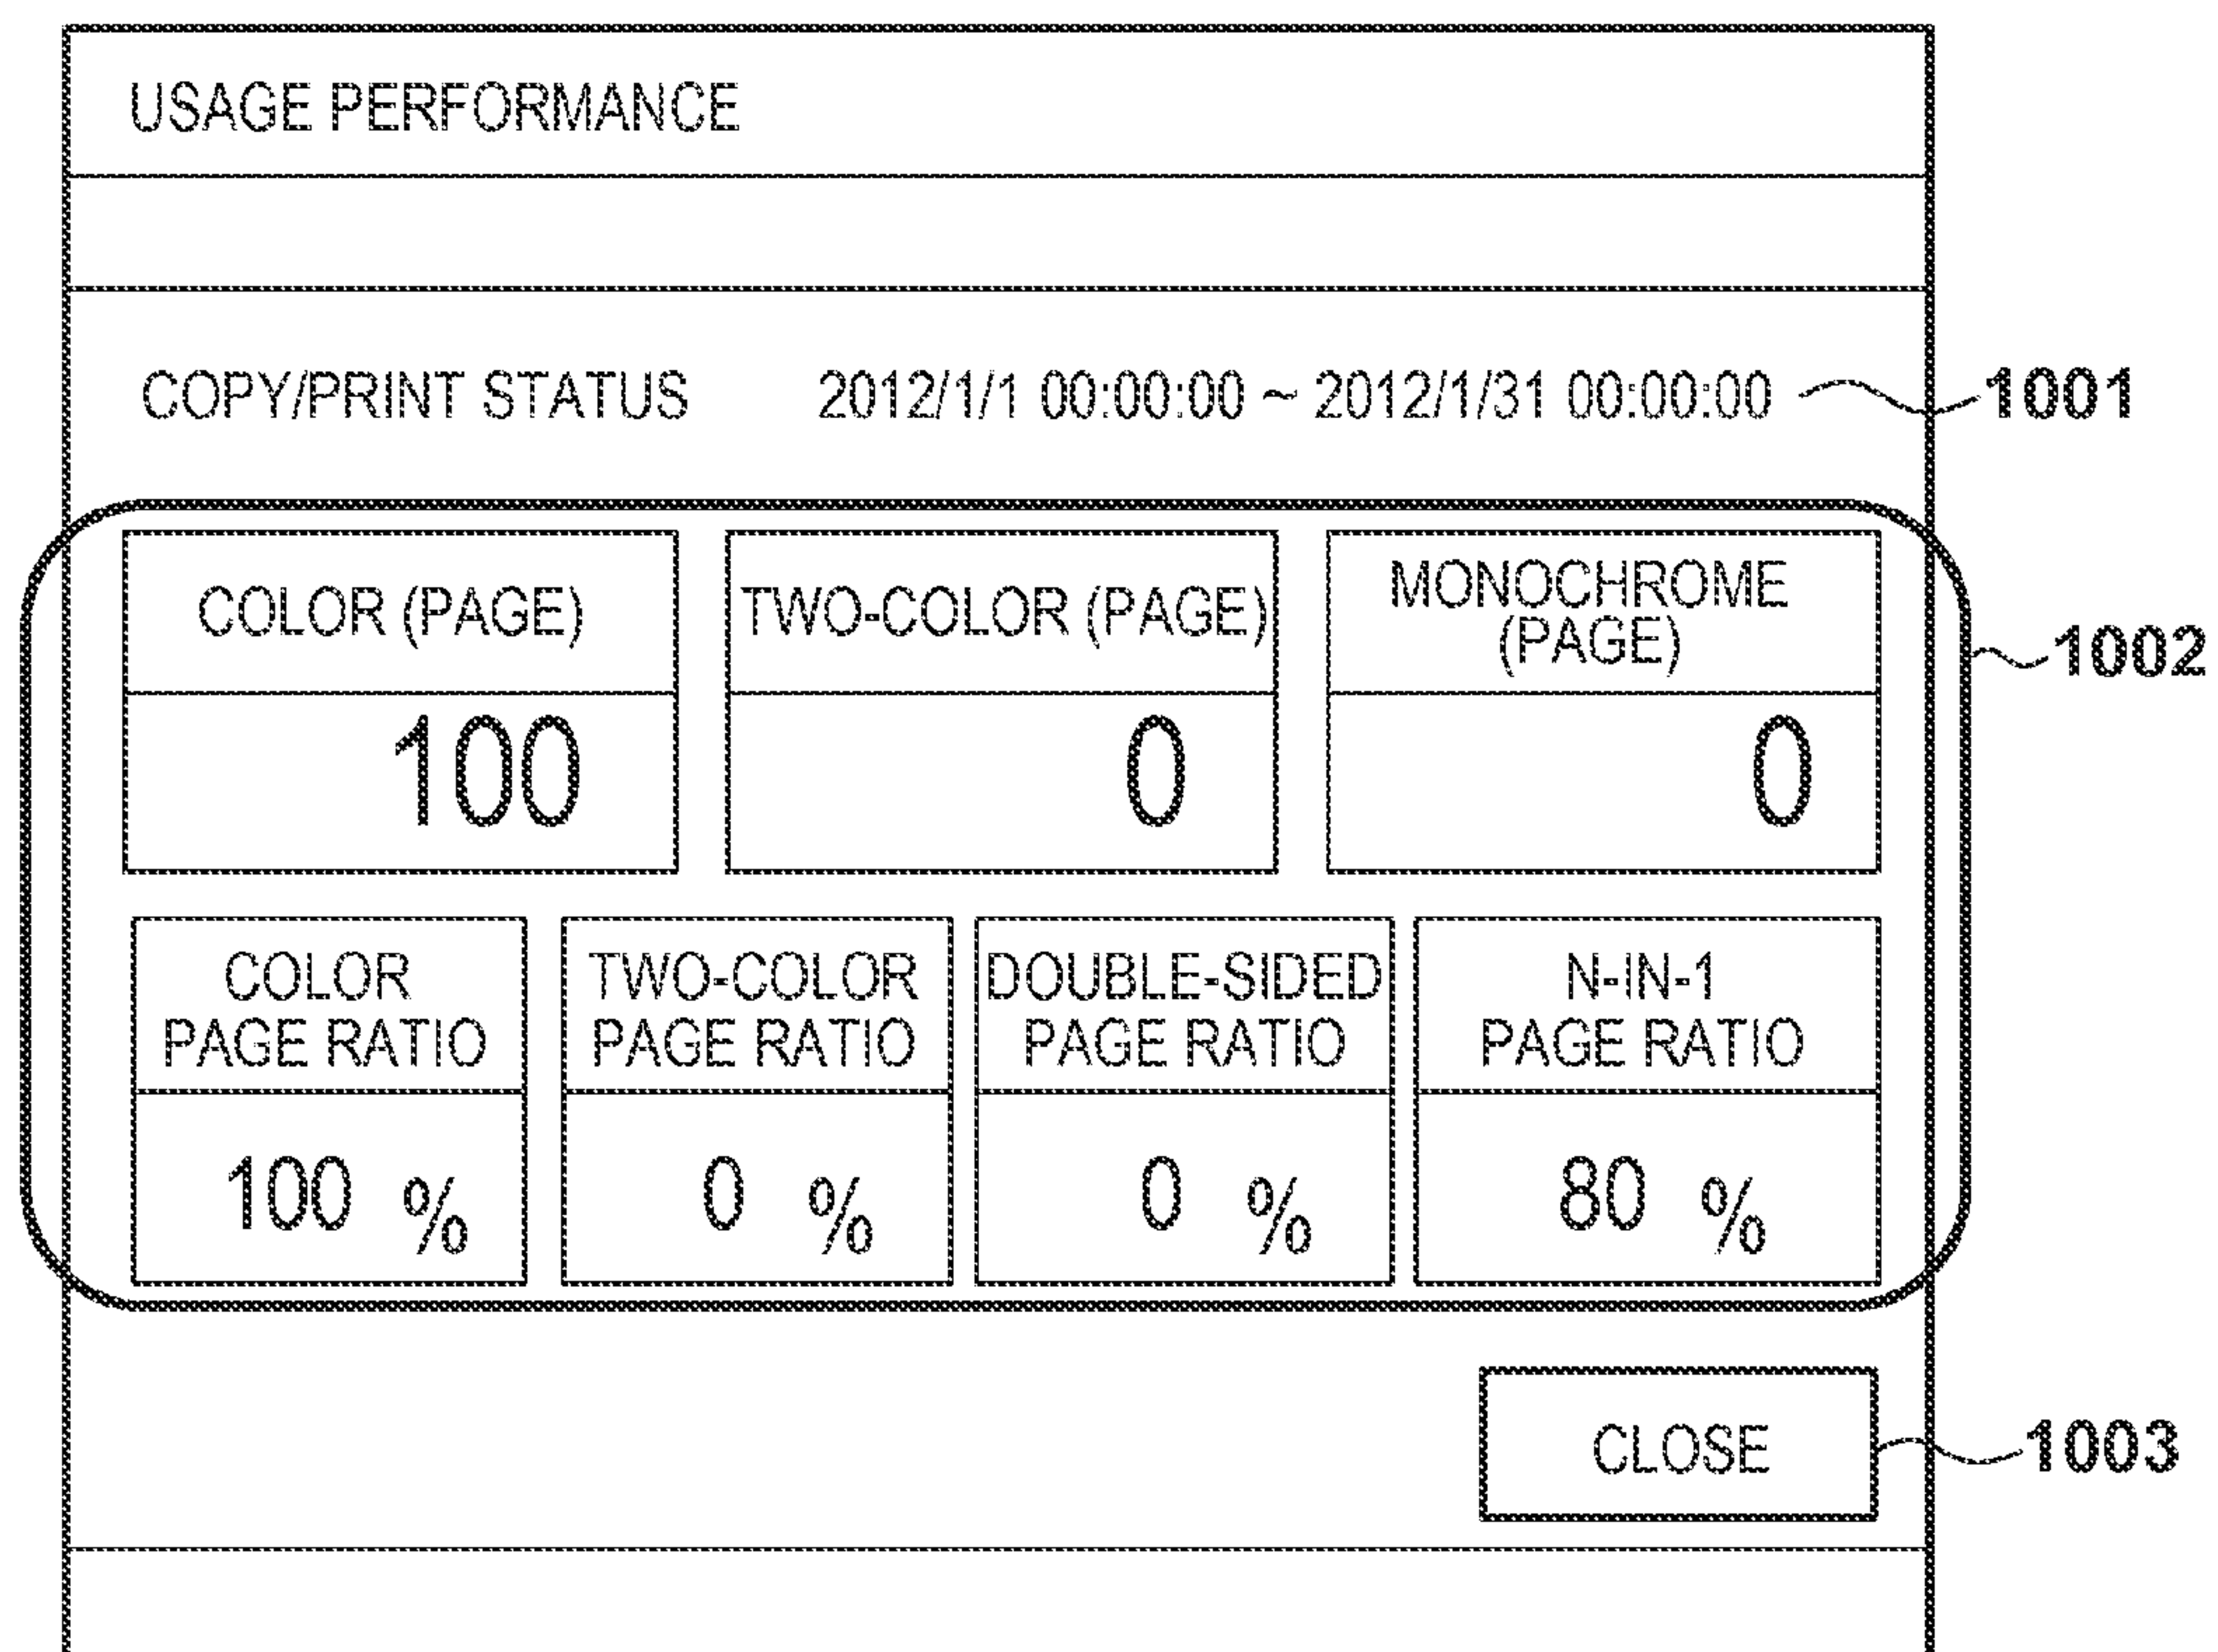 USAGE PERFORMANCE
COPY/PRINT STATUS 2012/1/1 00:00:00 ~ 2012/1/31 00:00:00 1001
COLOR (PAGE) TWO-COLOR (PAGE) MONOCHROME
(PAGE)
1002
100 0 0
COLOR TWO-COLOR DOUBLE-SIDED N-IN-1
PAGE RATIO PAGE RATIO PAGE RATIO PAGE RATIO
100 % 0 % 0 % 80 %
CLOSE 1003